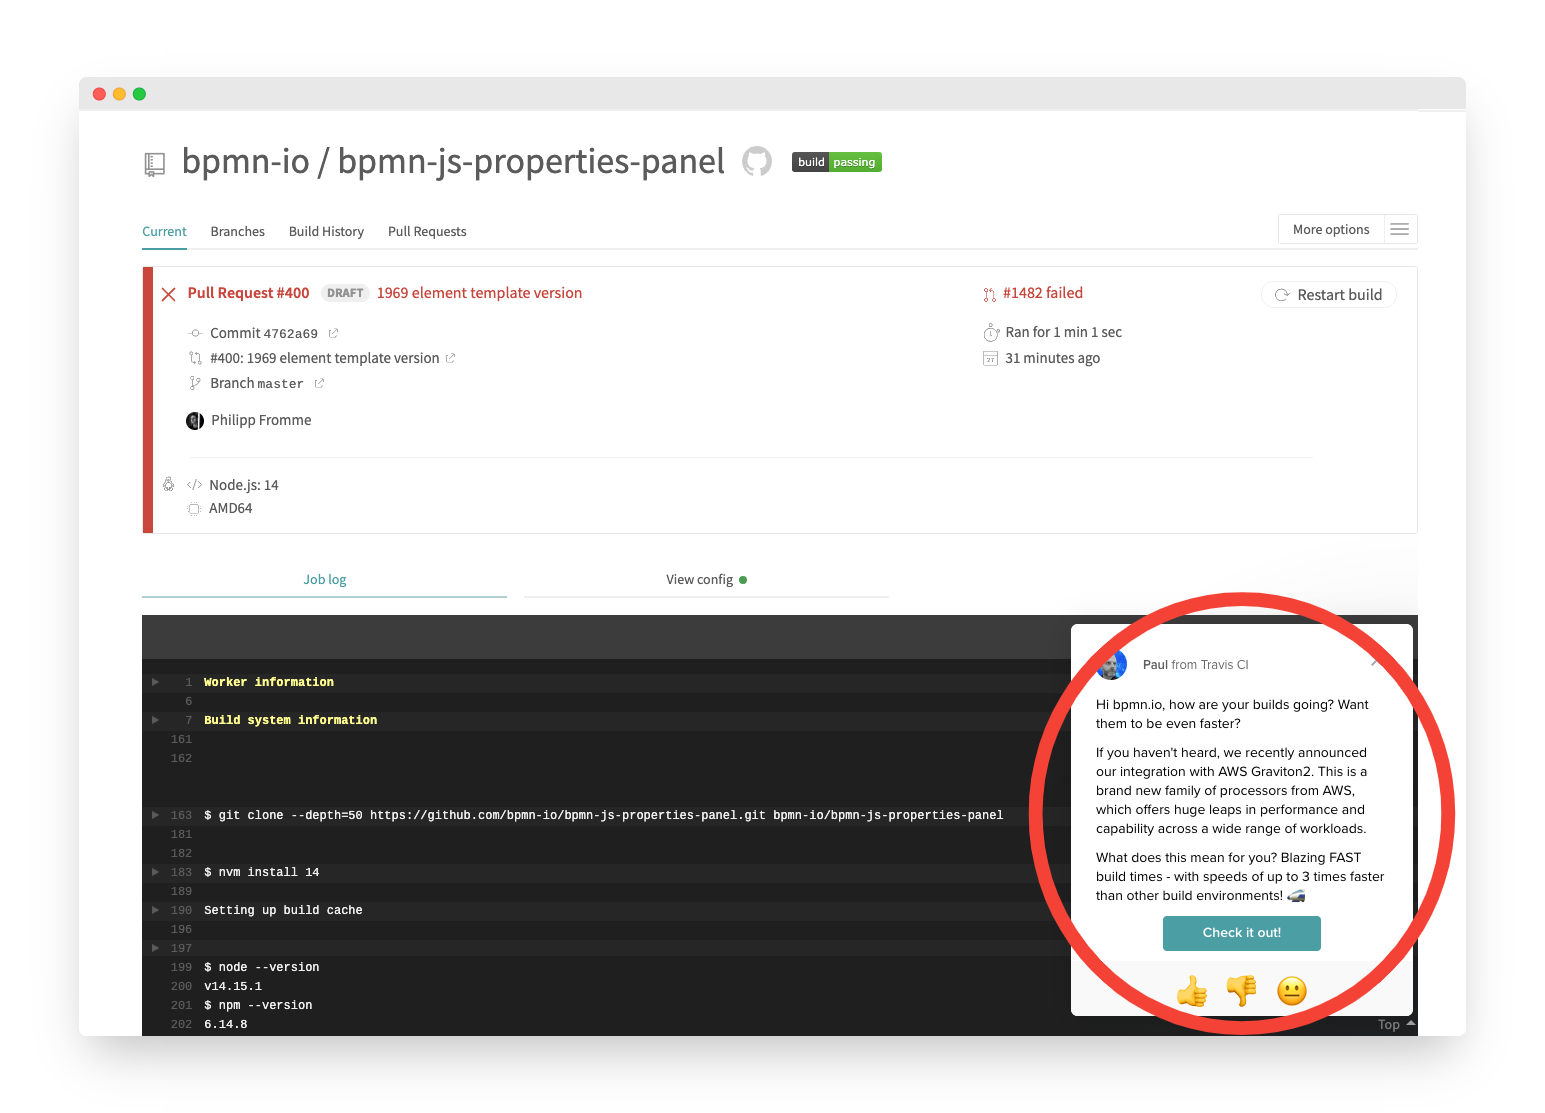 bpmn-io / bpmn-js-properties-panel build passing
Current Branches Build History Pull Requests
More options
Pull Request #400 DRAFT 1969 element template version
#1482 failed
Restart build
Commit 4762a69
Ran for 1 min 1 sec
#400: 1969 element template version
31 minutes ago
Branch master
Philipp Fromme
Node.js: 14
AMD64
Job log
View config
1 Worker information
6
7 Build system information
161
162
163 $ git clone --depth=50 https://github.com/bpmn-io/bpmn-js-properties-panel.git bpmn-io/bpmn-js-properties-panel
181
182
183 $ nvm install 14
189
190 Setting up build cache
196
197
199 $ node --version
200 v14.15.1
201 $ npm --version
202 6.14.8
Paul from Travis CI
Hi bpmn.io, how are your builds going? Want
them to be even faster?
If you haven't heard, we recently announced
our integration with AWS Graviton2. This is a
brand new family of processors from AWS,
which offers huge leaps in performance and
capability across a wide range of workloads.
What does this mean for you? Blazing FAST
build times - with speeds of up to 3 times faster
than other build environments! 🚅
Check it out!
Top